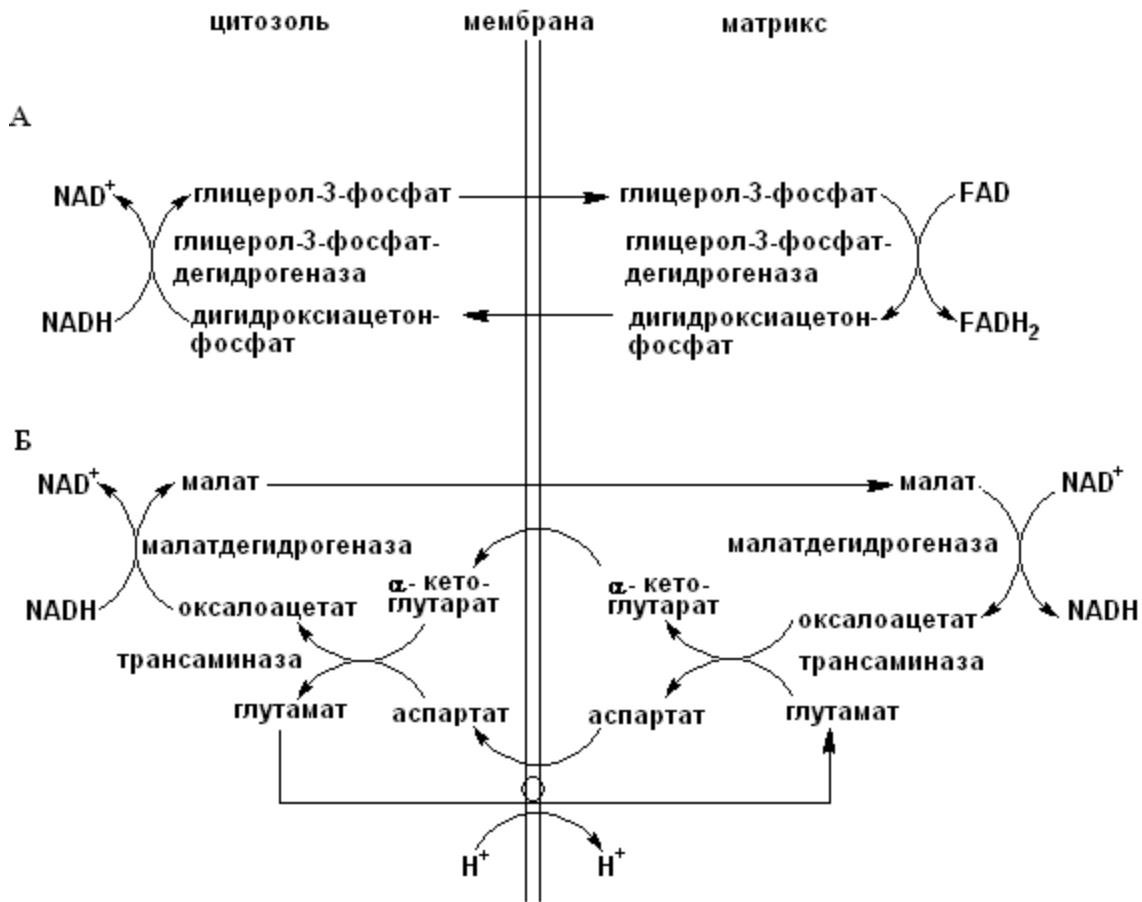 цитозоль мембрана матрикс
А
NAD⁺ глицерол-3-фосфат глицерол-3-фосфат FAD
глицерол-3-фосфат- глицерол-3-фосфат-
дегидрогеназа дегидрогеназа
NADH дигидроксиацетон- дигидроксиацетон- FADH₂
фосфат фосфат
Б
NAD⁺ малат малат NAD⁺
малатдегидрогеназа малатдегидрогеназа
α- кето- α- кето-
NADH оксалоацетат глутарат глутарат оксалоацетат NADH
трансаминаза трансаминаза
глутамат аспартат аспартат глутамат
H⁺ H⁺